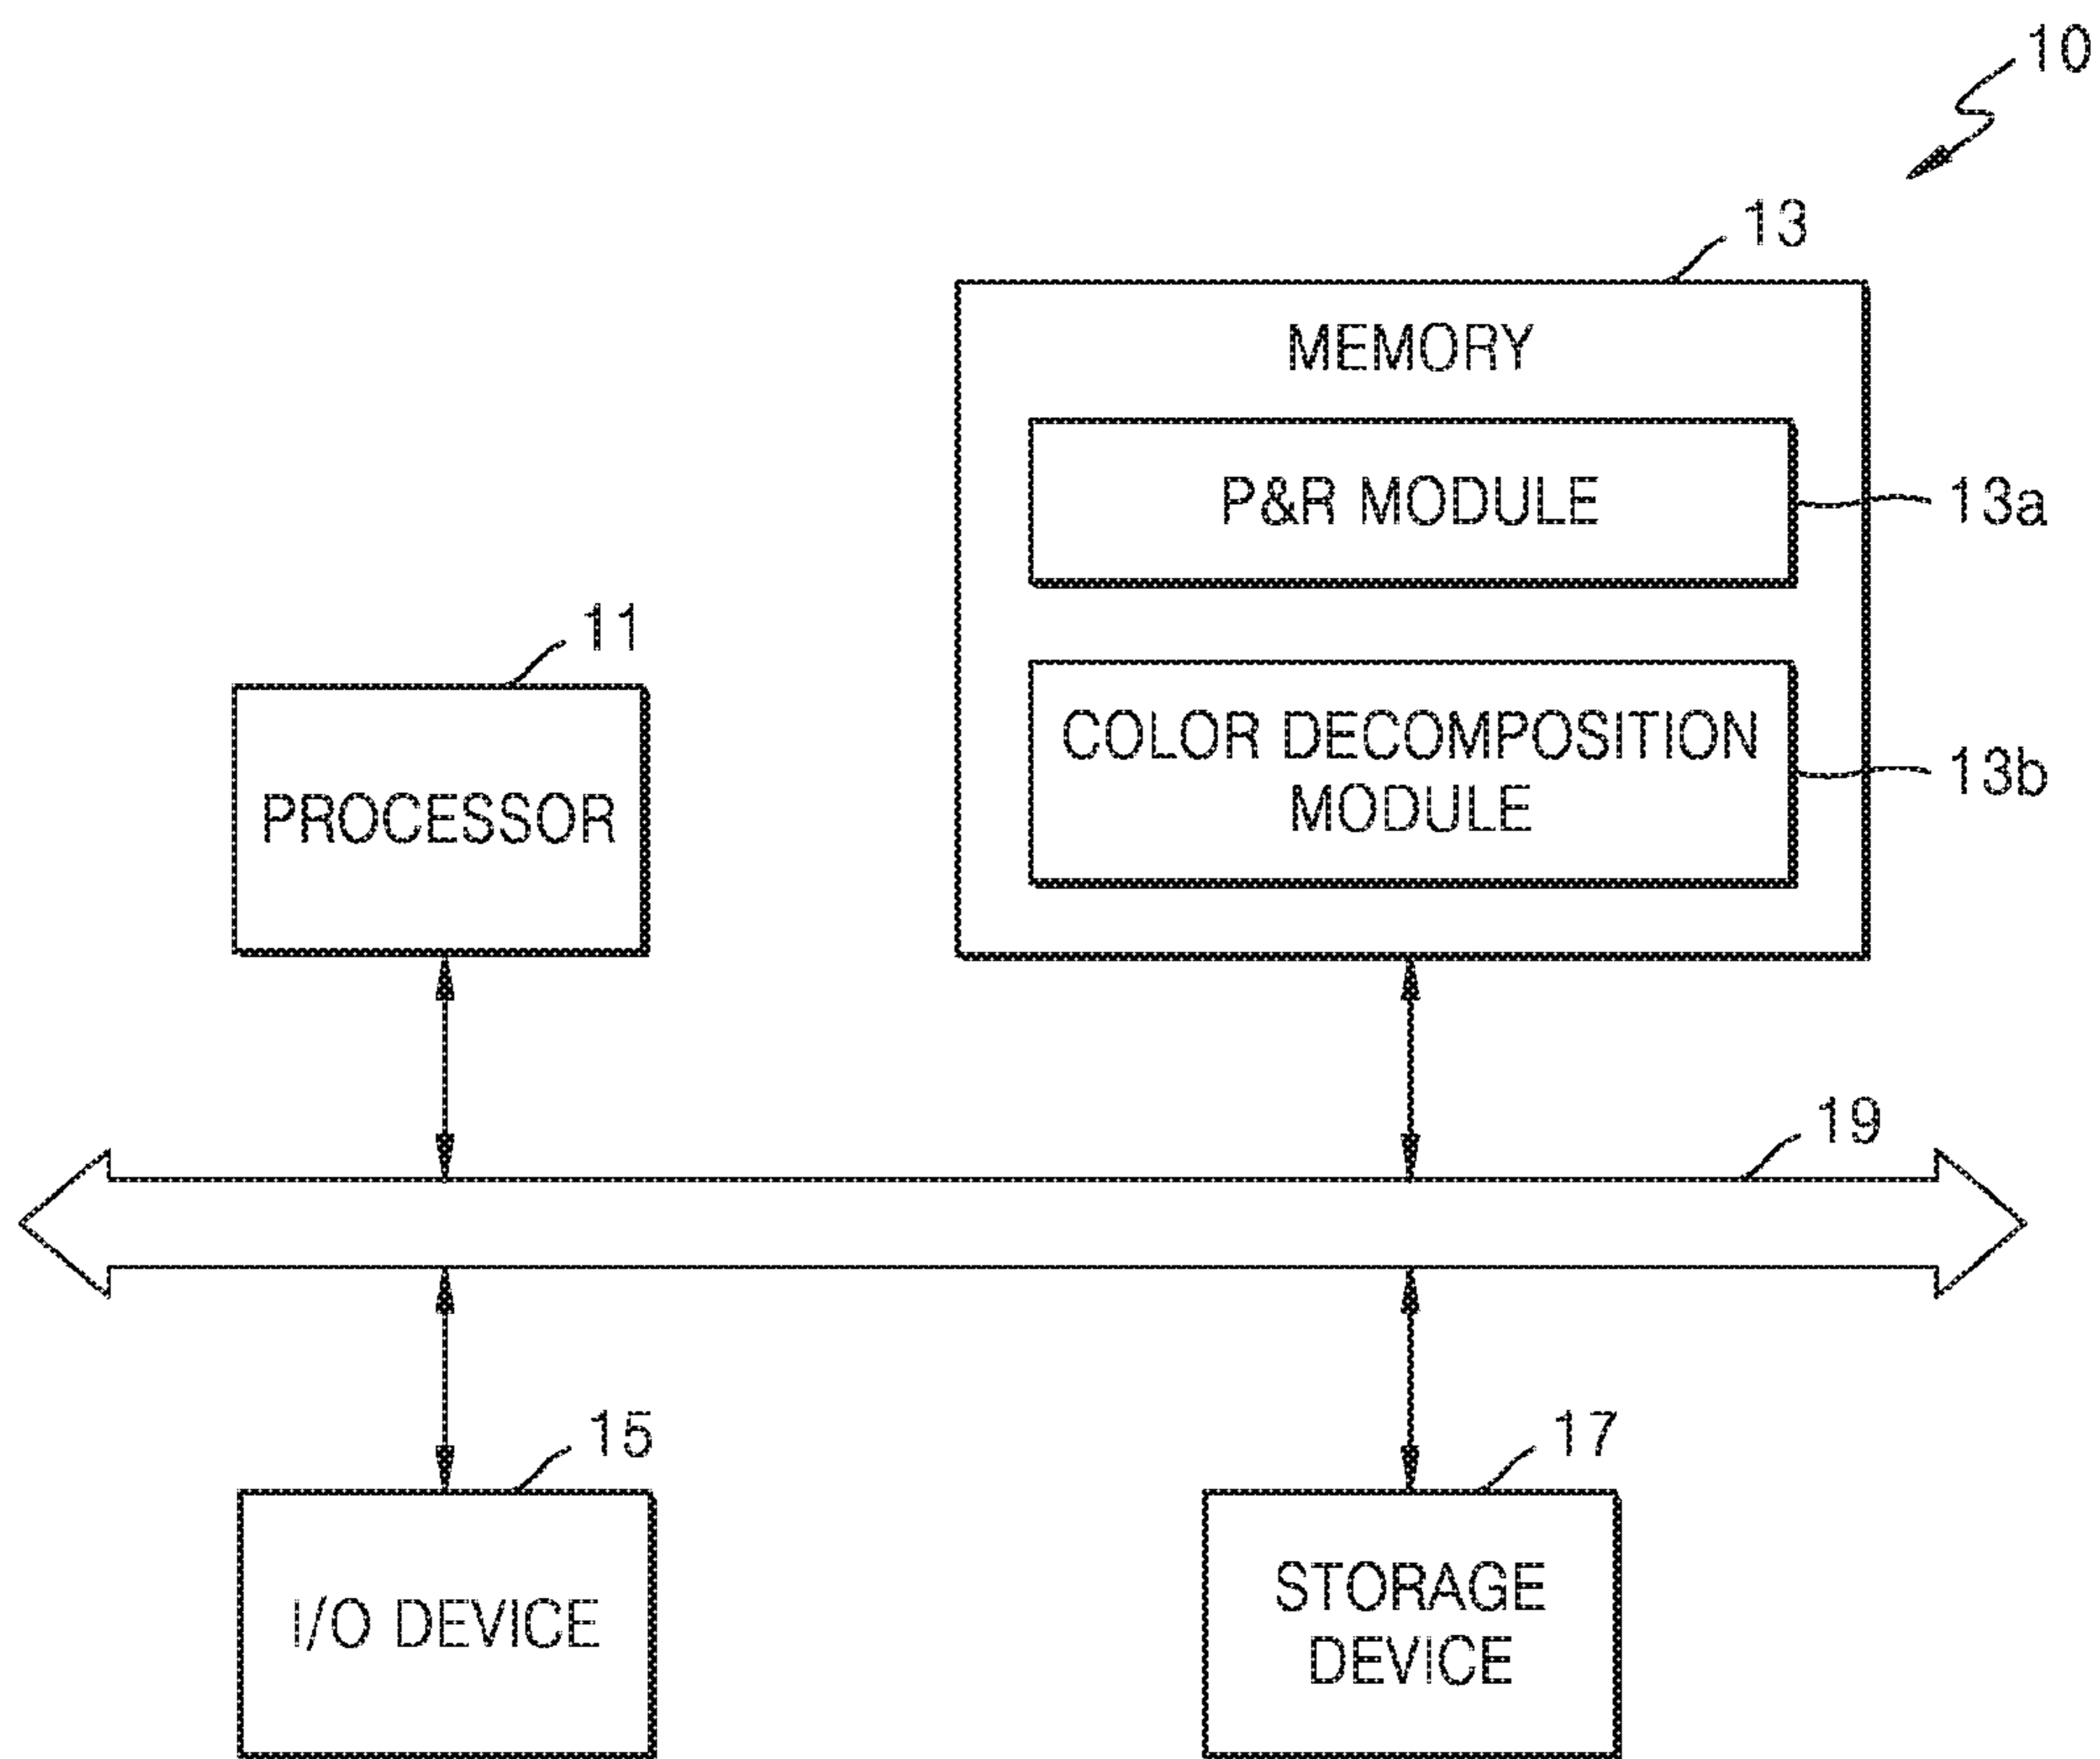 10
13
MEMORY
P&R MODULE
13a
11
COLOR DECOMPOSITION
MODULE
13b
PROCESSOR
19
15
17
I/O DEVICE
STORAGE
DEVICE